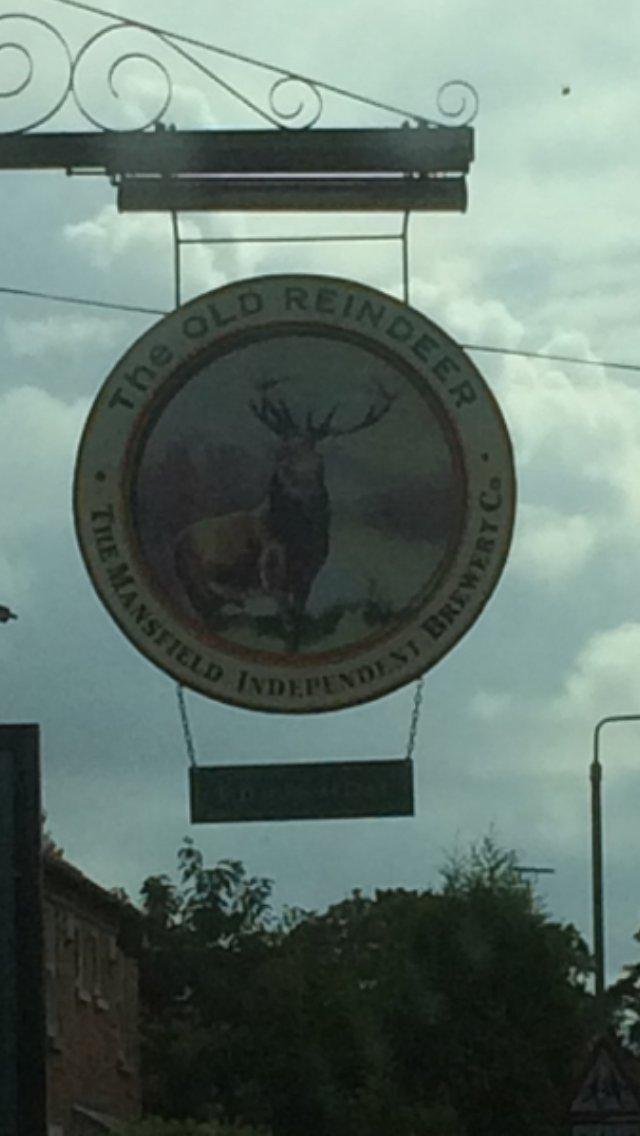 The OLD REINDEER
THE MANSFIELD INDEPENDENT BREWERY Co.